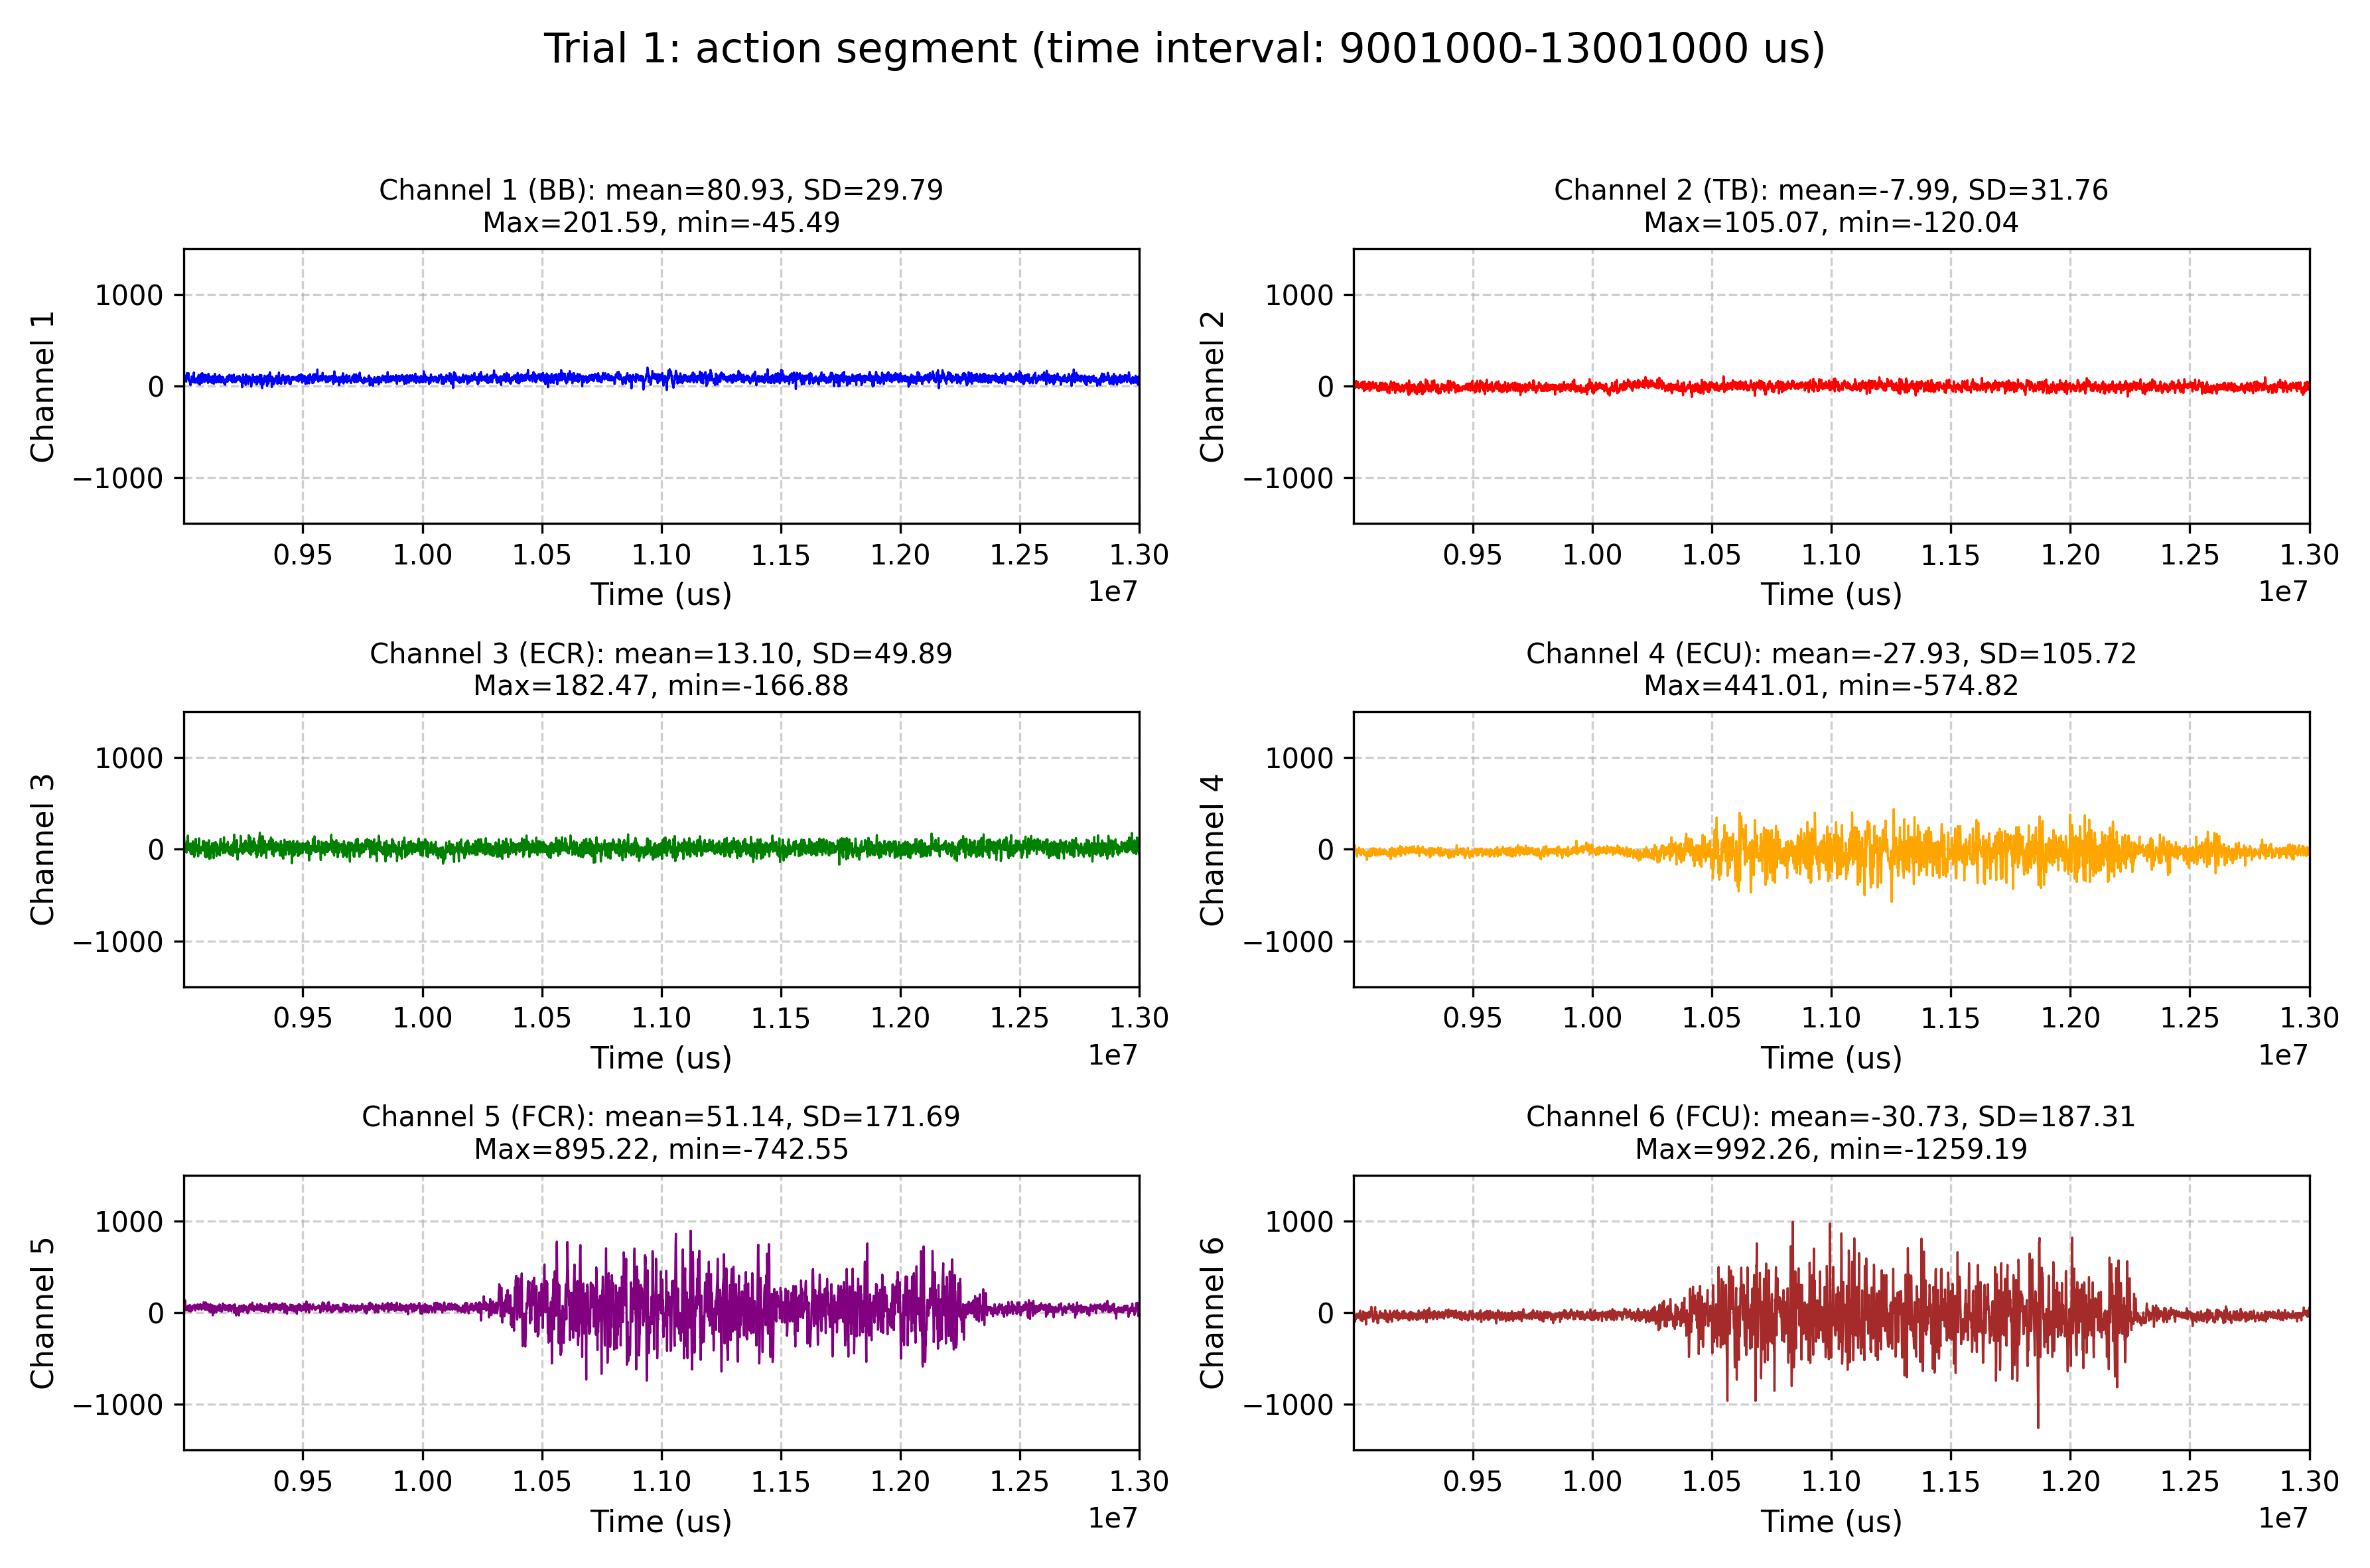 Trial 1: action segment (time interval: 9001000-13001000 us)
Channel 1 (BB): mean=80.93, SD=29.79
Max=201.59, min=-45.49
Channel 1
1000
0
−1000
0.95 1.00 1.05 1.10 1.15 1.20 1.25 1.30
Time (us)
1e7
Channel 2 (TB): mean=-7.99, SD=31.76
Max=105.07, min=-120.04
Channel 2
1000
0
−1000
0.95 1.00 1.05 1.10 1.15 1.20 1.25 1.30
Time (us)
1e7
Channel 3 (ECR): mean=13.10, SD=49.89
Max=182.47, min=-166.88
Channel 3
1000
0
−1000
0.95 1.00 1.05 1.10 1.15 1.20 1.25 1.30
Time (us)
1e7
Channel 4 (ECU): mean=-27.93, SD=105.72
Max=441.01, min=-574.82
Channel 4
1000
0
−1000
0.95 1.00 1.05 1.10 1.15 1.20 1.25 1.30
Time (us)
1e7
Channel 5 (FCR): mean=51.14, SD=171.69
Max=895.22, min=-742.55
Channel 5
1000
0
−1000
0.95 1.00 1.05 1.10 1.15 1.20 1.25 1.30
Time (us)
1e7
Channel 6 (FCU): mean=-30.73, SD=187.31
Max=992.26, min=-1259.19
Channel 6
1000
0
−1000
0.95 1.00 1.05 1.10 1.15 1.20 1.25 1.30
Time (us)
1e7